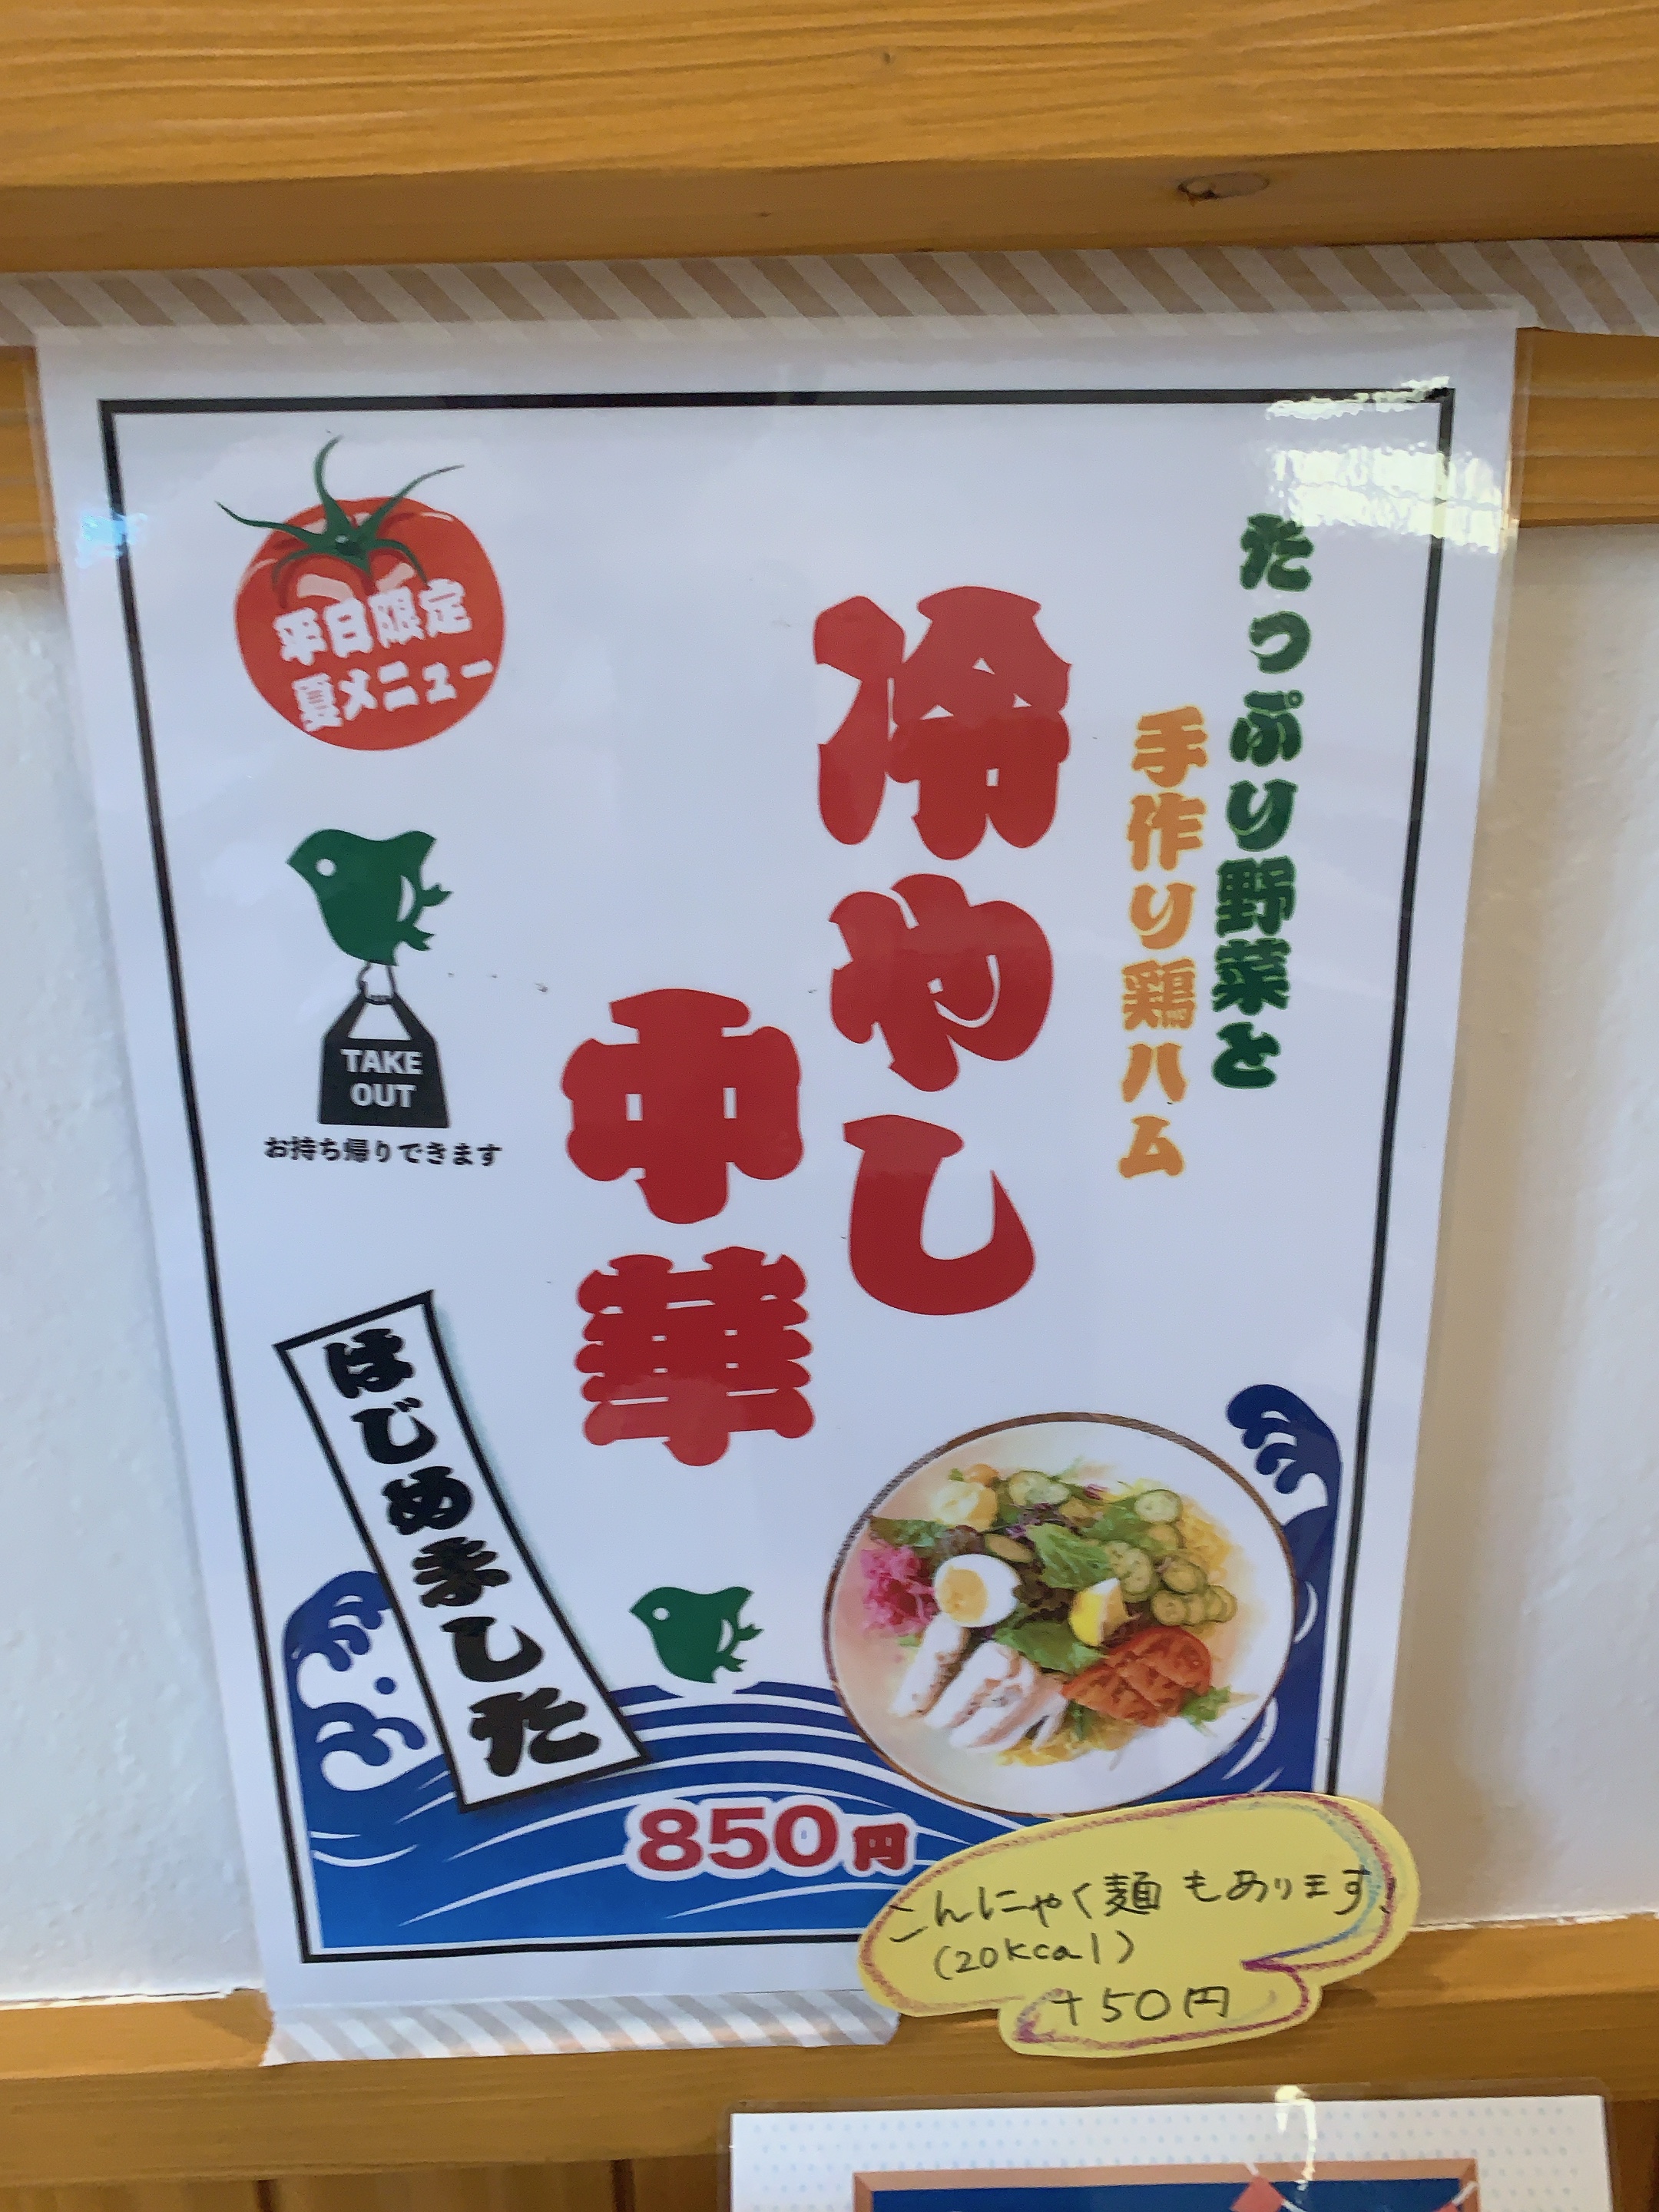 たっぷり野菜と
手作り鶏ハム
冷やし
中華
平日限定
夏メニュー
TAKE
OUT
お持ち帰りできます
はじめました
850円
こんにゃく麺もあります
(20kcal)
+50円